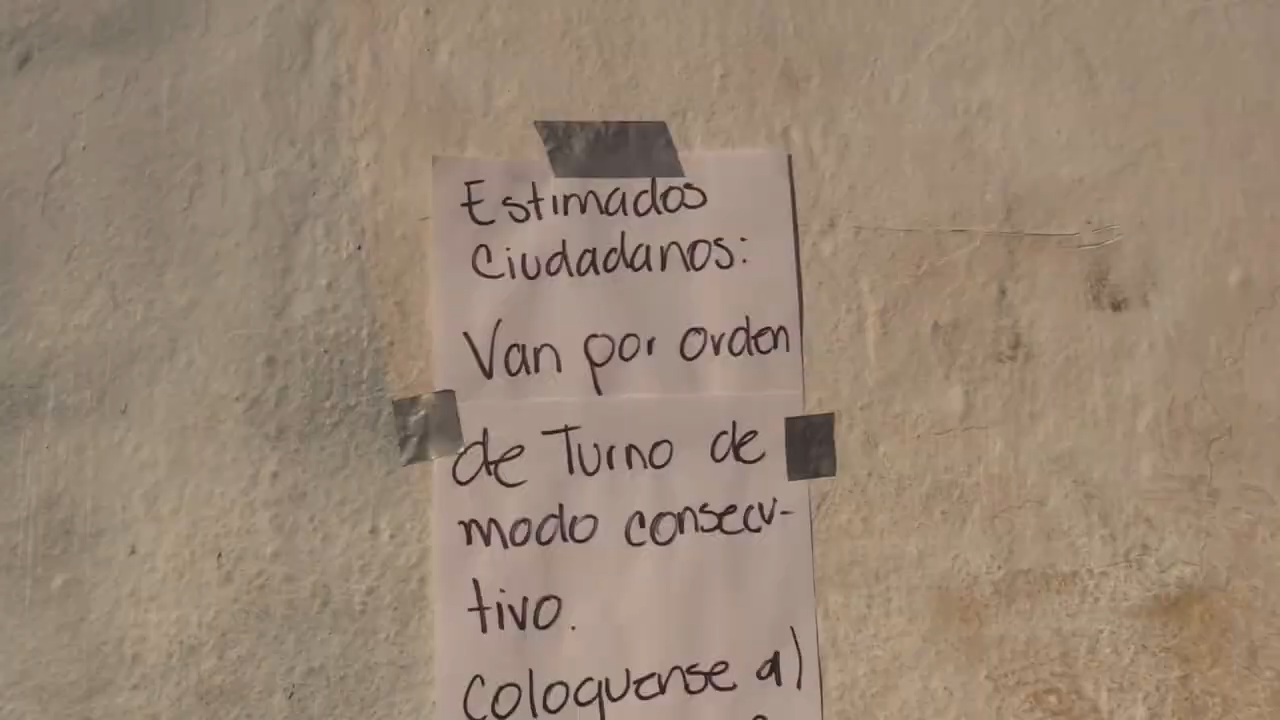 Estimados
Ciudadanos:
Van por orden
de Turno de
modo consecu-
tivo.
Coloquense al